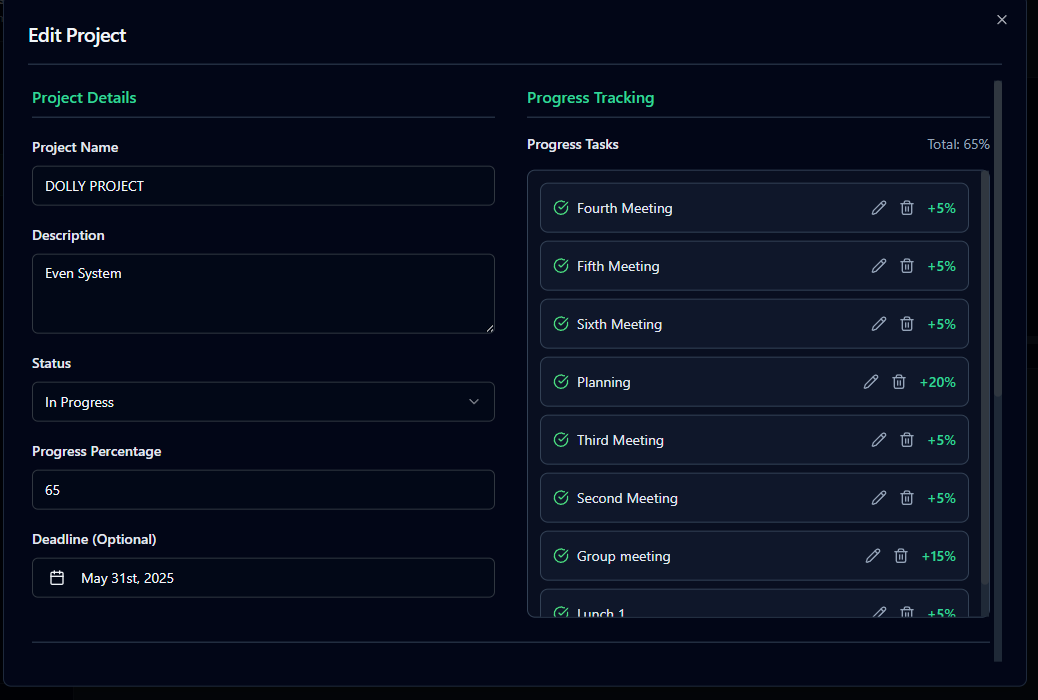 Edit Project
Project Details
Project Name
DOLLY PROJECT
Description
Even System
Status
In Progress
Progress Percentage
65
Deadline (Optional)
May 31st, 2025
Progress Tracking
Progress Tasks Total: 65%
Fourth Meeting +5%
Fifth Meeting +5%
Sixth Meeting +5%
Planning +20%
Third Meeting +5%
Second Meeting +5%
Group meeting +15%
Lunch 1 +5%